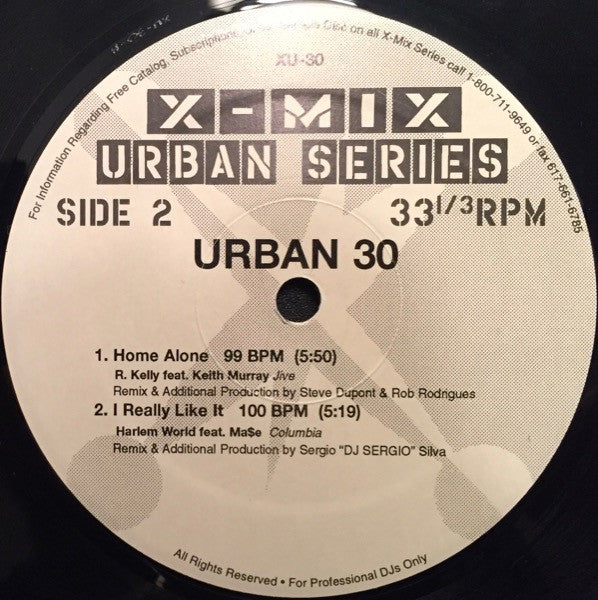 For Information Regarding Free Catalog, Subscriptions, Disc on all X-Mix Series call 1-800-711-9649 or fax 617-661-6785
XU-30
X-MIX
URBAN SERIES
SIDE 2
33 1/3 RPM
URBAN 30
1. Home Alone 99 BPM (5:50)
R. Kelly feat. Keith Murray Jive
Remix & Additional Production by Steve Dupont & Rob Rodrigues
2. I Really Like It 100 BPM (5:19)
Harlem World feat. Ma$e Columbia
Remix & Additional Production by Sergio "DJ SERGIO" Silva
All Rights Reserved • For Professional DJs Only